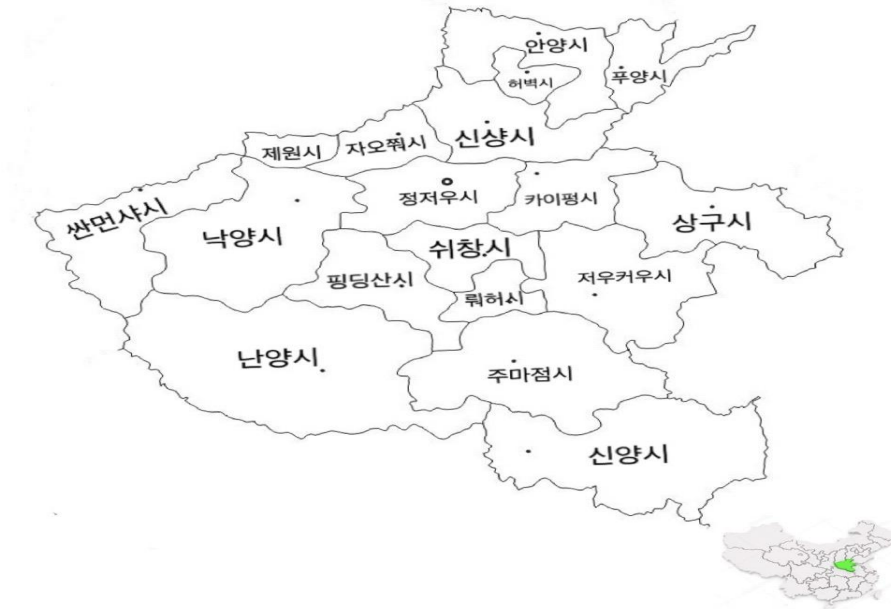 안양시
허벽시
푸양시
신샹시
제원시
자오쭤시
싼먼샤시
정저우시
카이펑시
상구시
낙양시
쉬창시
핑딩산시
뤄허시
저우커우시
난양시
주마점시
신양시